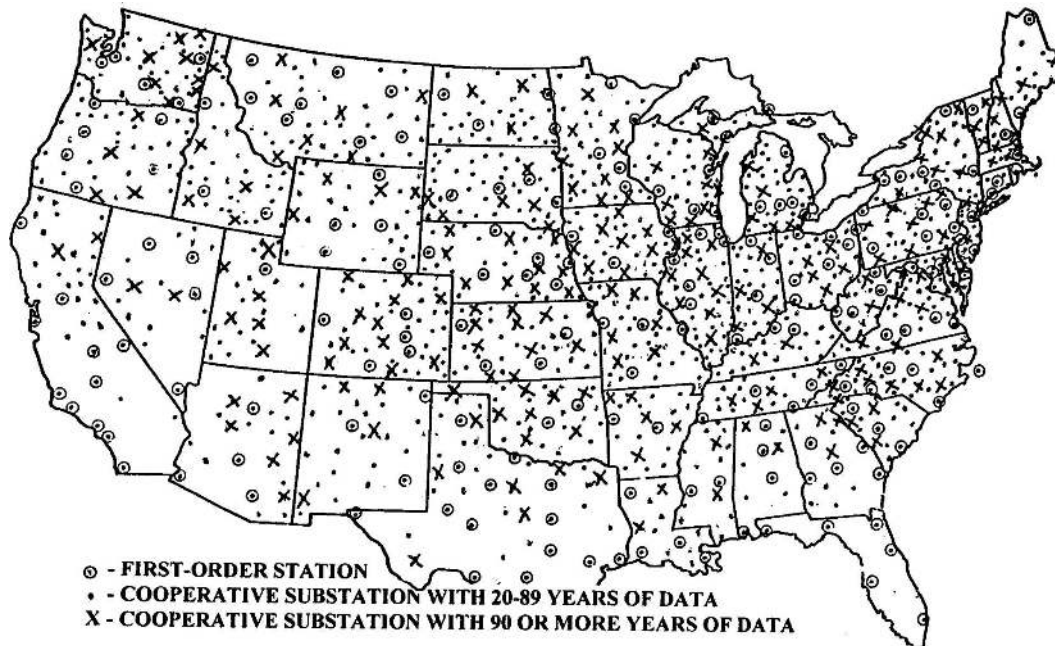 ⊙ - FIRST-ORDER STATION
• - COOPERATIVE SUBSTATION WITH 20-89 YEARS OF DATA
X - COOPERATIVE SUBSTATION WITH 90 OR MORE YEARS OF DATA